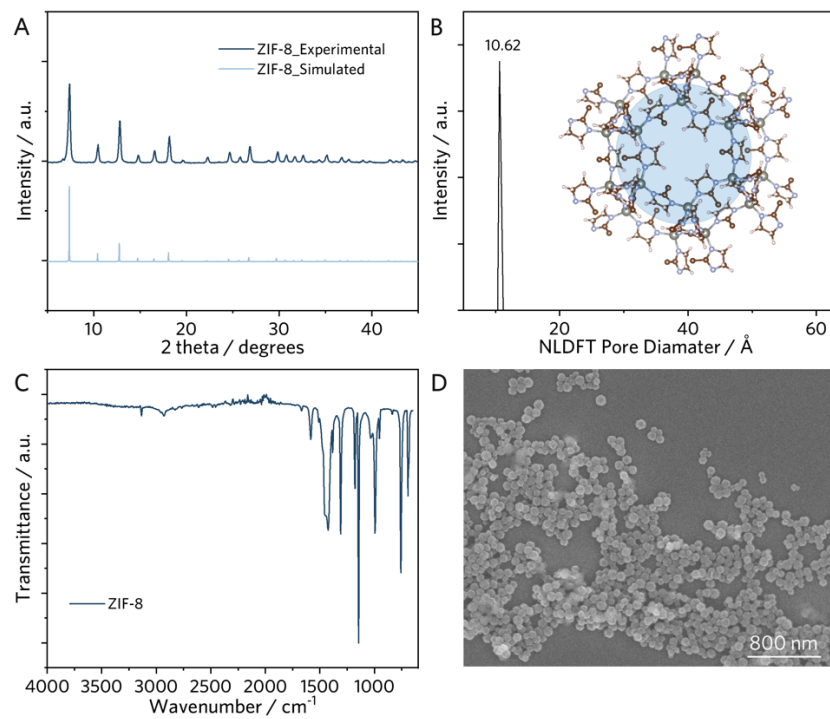 A
ZIF-8_Experimental
ZIF-8_Simulated
Intensity / a.u.
10 20 30 40
2 theta / degrees
B
10.62
Intensity / a.u.
20 40 60
NLDFT Pore Diamater / Å
C
Transmittance / a.u.
ZIF-8
4000 3500 3000 2500 2000 1500 1000
Wavenumber / cm⁻¹
D
800 nm